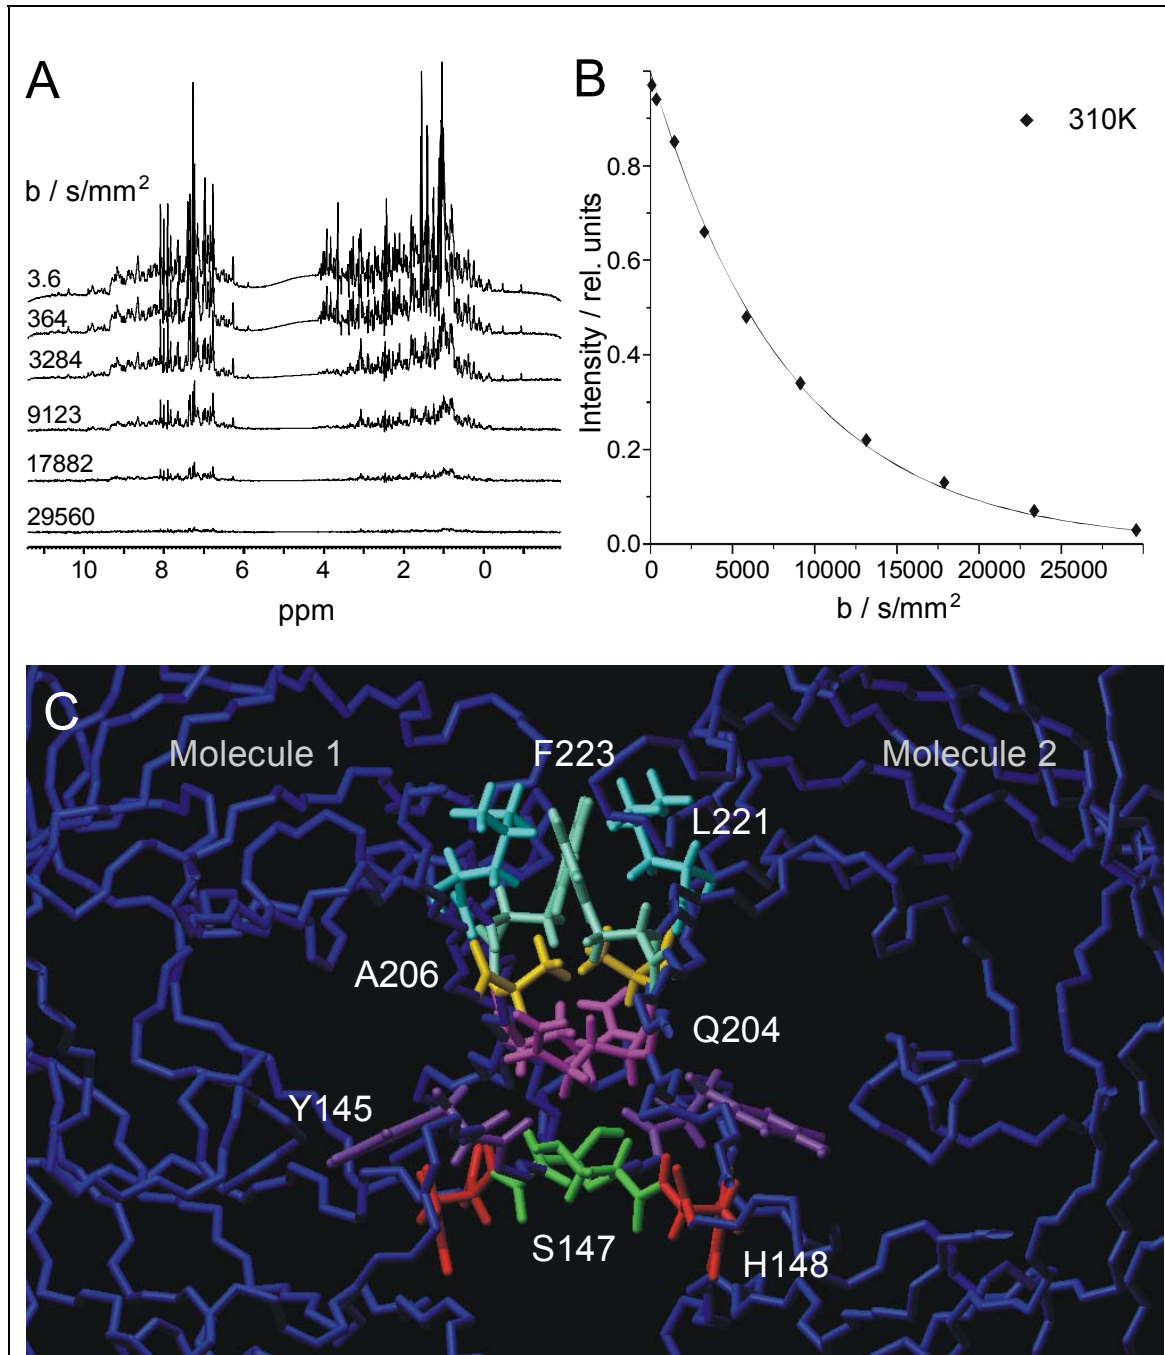 A
b / s/mm²
3.6
364
3284
9123
17882
29560
10 8 6 4 2 0
ppm
B
310K
Intensity / rel. units
0.8
0.6
0.4
0.2
0.0
0 5000 10000 15000 20000 25000
b / s/mm²
C
Molecule 1
F223
Molecule 2
L221
A206
Q204
Y145
S147
H148